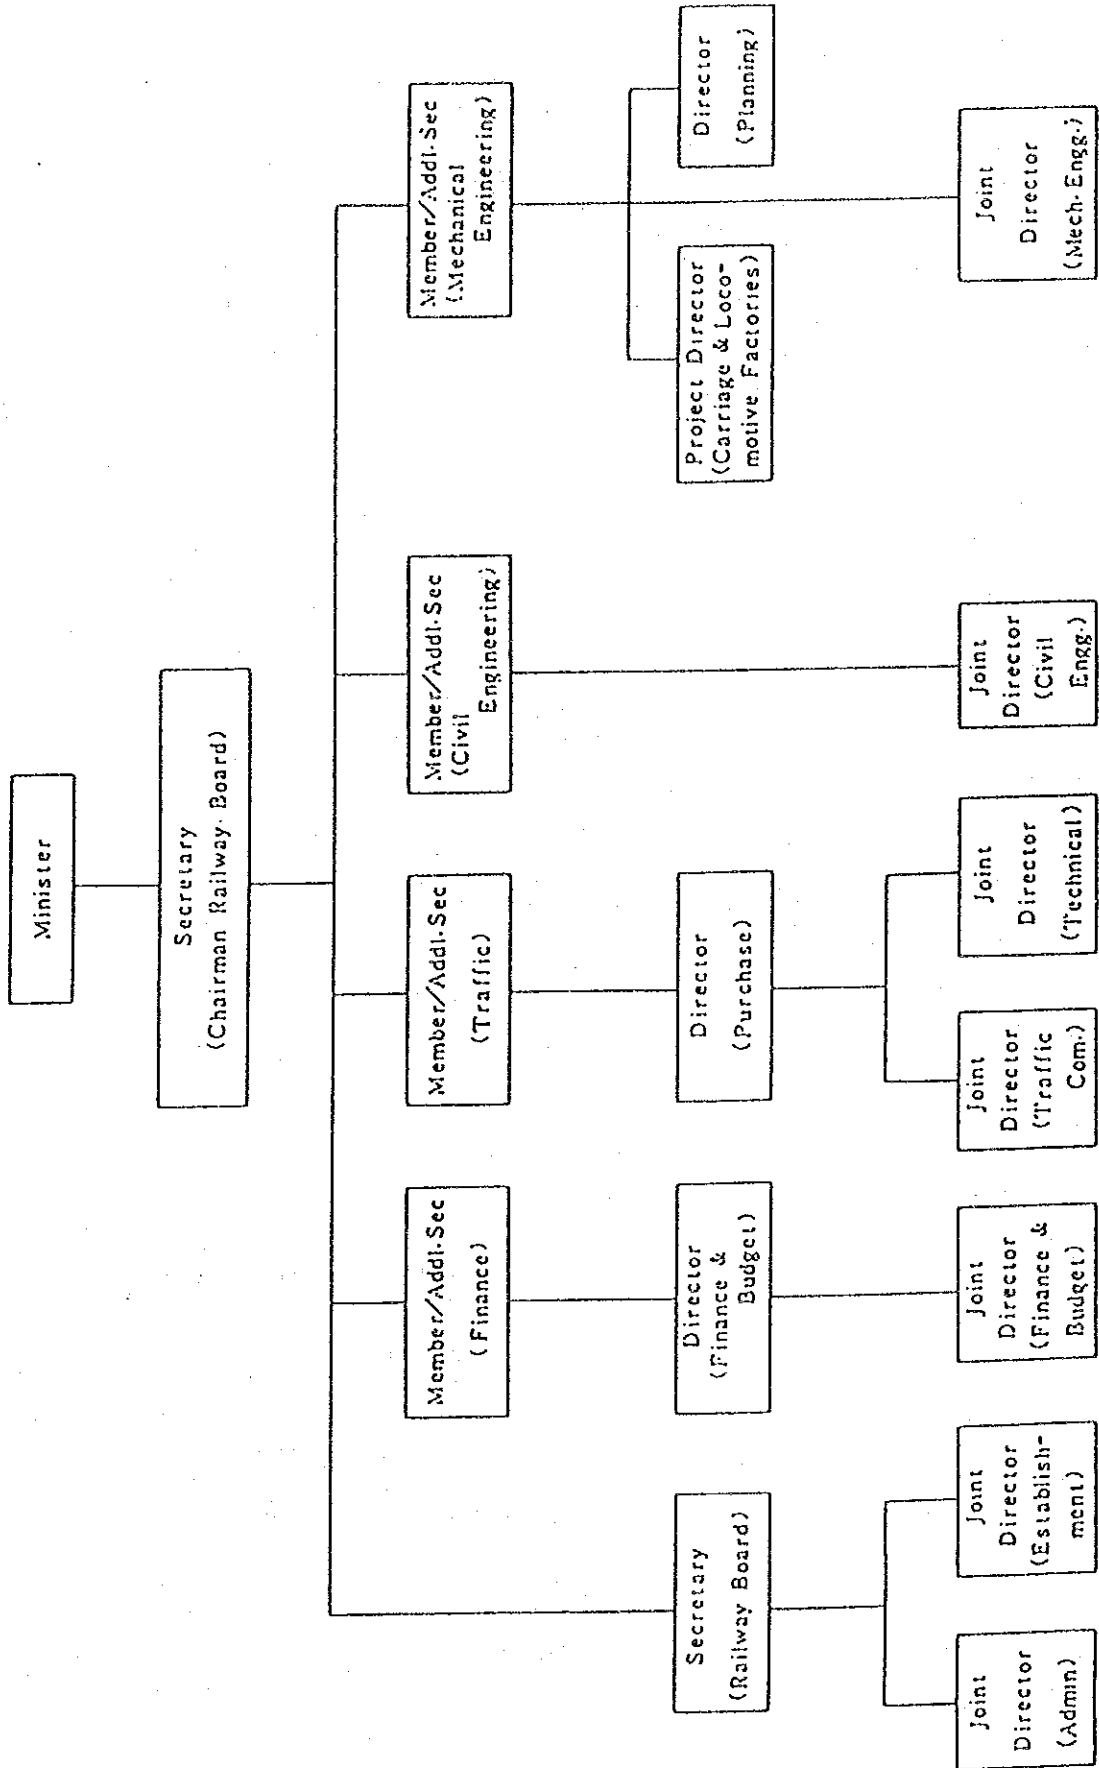 Minister
Secretary
(Chairman Railway Board)
Member/Addl.Sec
(Finance)
Member/Addl.Sec
(Traffic)
Member/Addl.Sec
(Civil
Engineering)
Member/Addl.Sec
(Mechanical
Engineering)
Secretary
(Railway Board)
Director
(Finance &
Budget)
Director
(Purchase)
Project Director
(Carriage & Loco-
motive Factories)
Director
(Planning)
Joint
Director
(Admin)
Joint
Director
(Establish-
ment)
Joint
Director
(Finance &
Budget)
Joint
Director
(Traffic
Com.)
Joint
Director
(Technical)
Joint
Director
(Civil
Engg.)
Joint
Director
(Mech.Engg.)